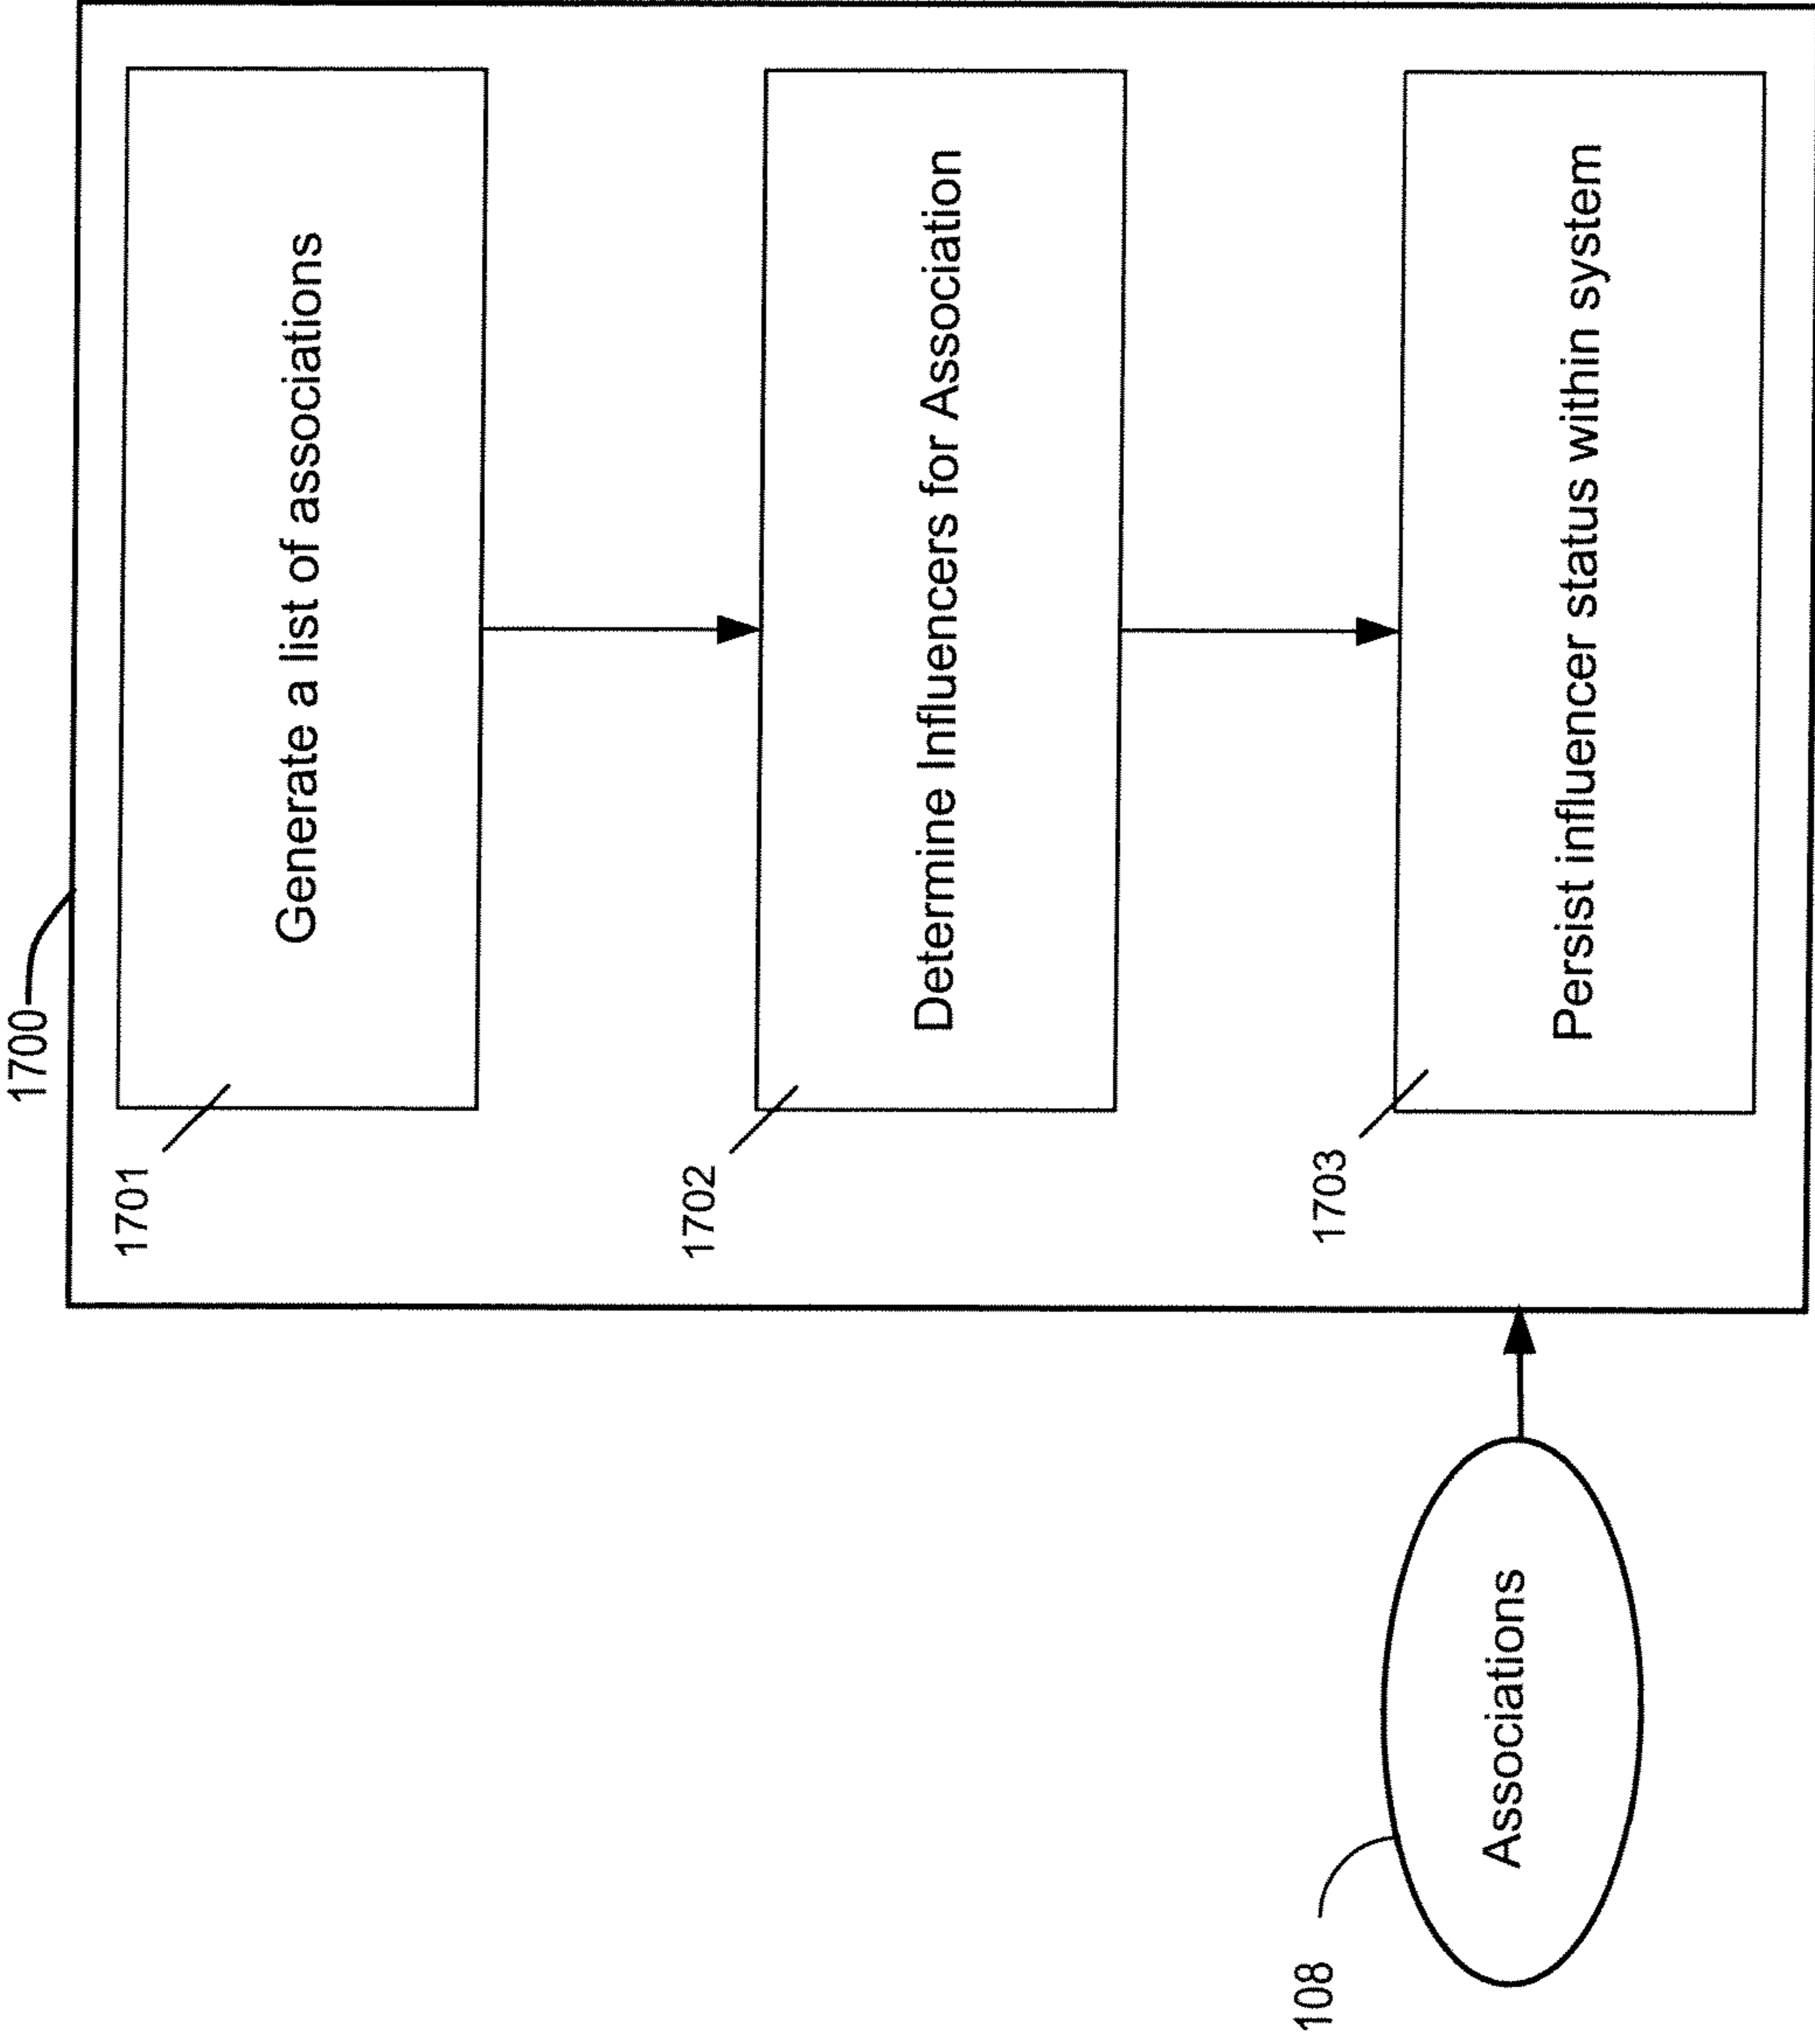 1700
1701
Generate a list of associations
1702
Determine Influencers for Association
1703
Persist influencer status within system
108
Associations